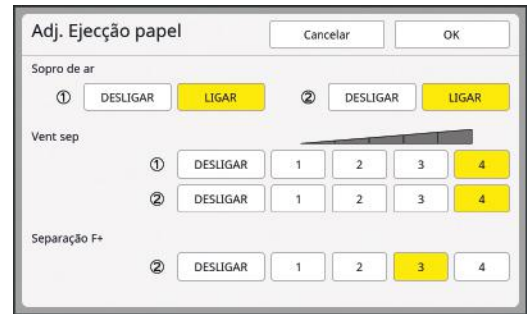 Adj. Ejecção papel Cancelar OK
Sopro de ar
① DESLIGAR LIGAR ② DESLIGAR LIGAR
Vent sep
① DESLIGAR 1 2 3 4
② DESLIGAR 1 2 3 4
Separação F+
② DESLIGAR 1 2 3 4